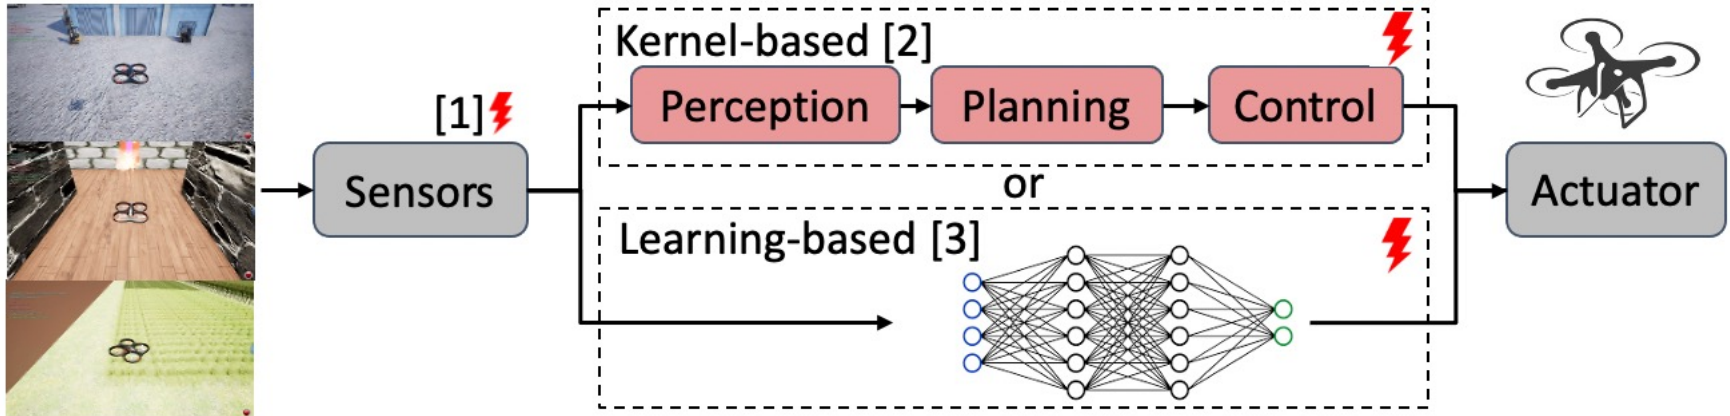 Kernel-based [2]
Perception
Planning
Control
[1]
Sensors
or
Actuator
Learning-based [3]